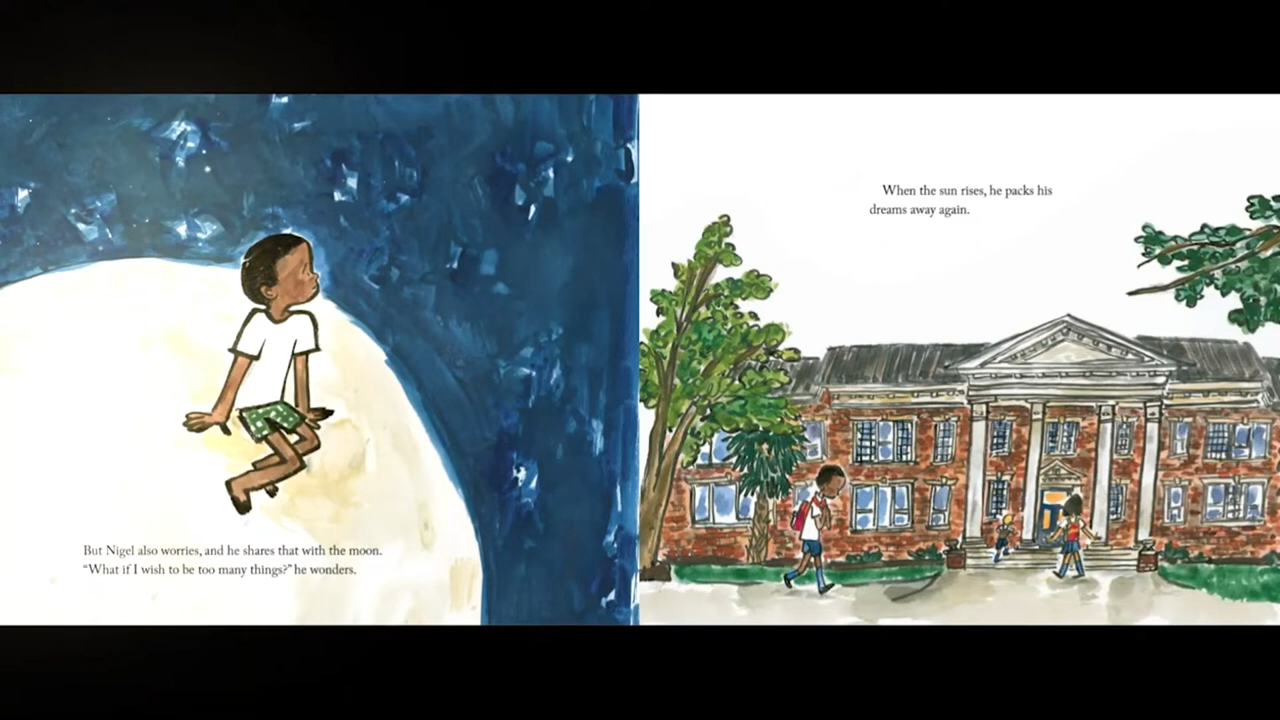 But Nigel also worries, and he shares that with the moon.
“What if I wish to be too many things?” he wonders.
When the sun rises, he packs his
dreams away again.